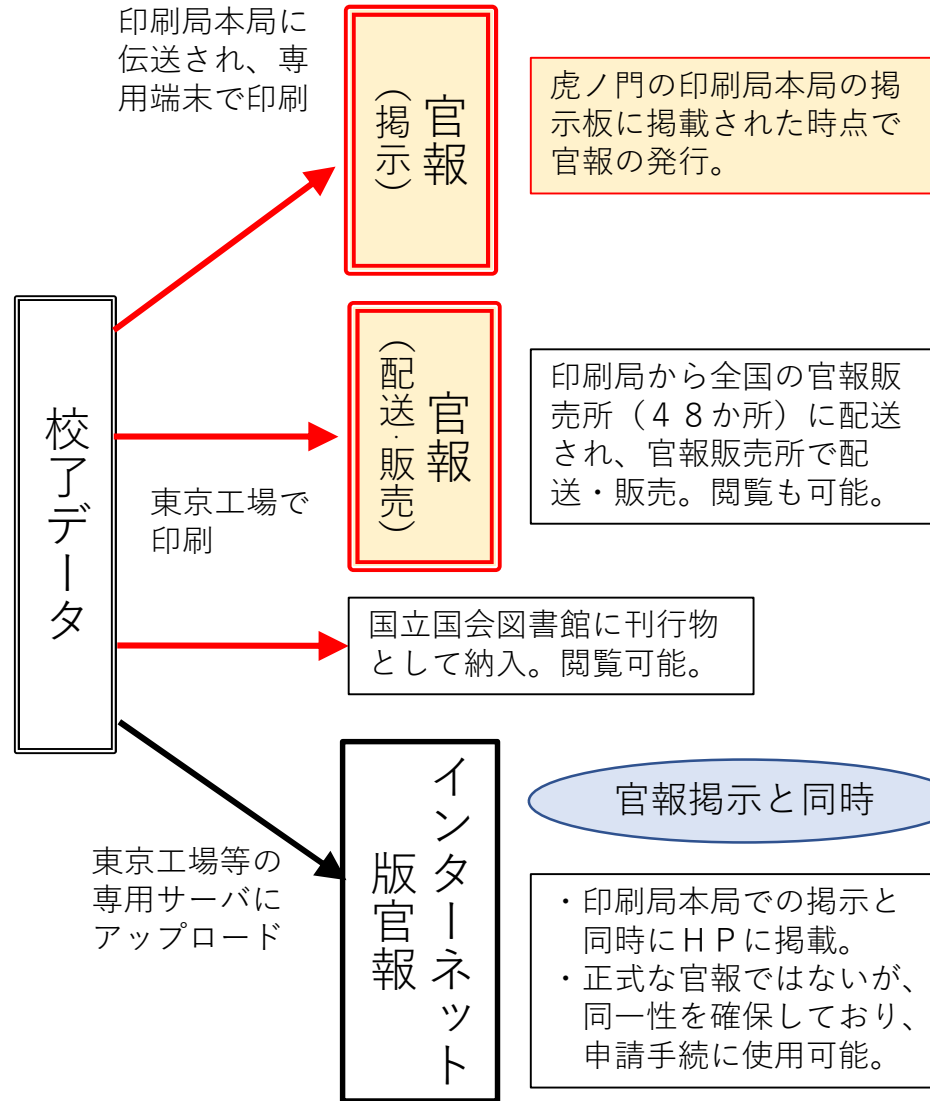 印刷局本局に
伝送され、専
用端末で印刷
官報
（掲示）
虎ノ門の印刷局本局の掲
示板に掲載された時点で
官報の発行。
校了データ
官報
（配送・販売）
印刷局から全国の官報販
売所（４８か所）に配送
され、官報販売所で配
送・販売。閲覧も可能。
東京工場で
印刷
国立国会図書館に刊行物
として納入。閲覧可能。
インターネット
版官報
官報掲示と同時
東京工場等の
専用サーバに
アップロード
・印刷局本局での掲示と
同時にＨＰに掲載。
・正式な官報ではないが、
同一性を確保しており、
申請手続に使用可能。